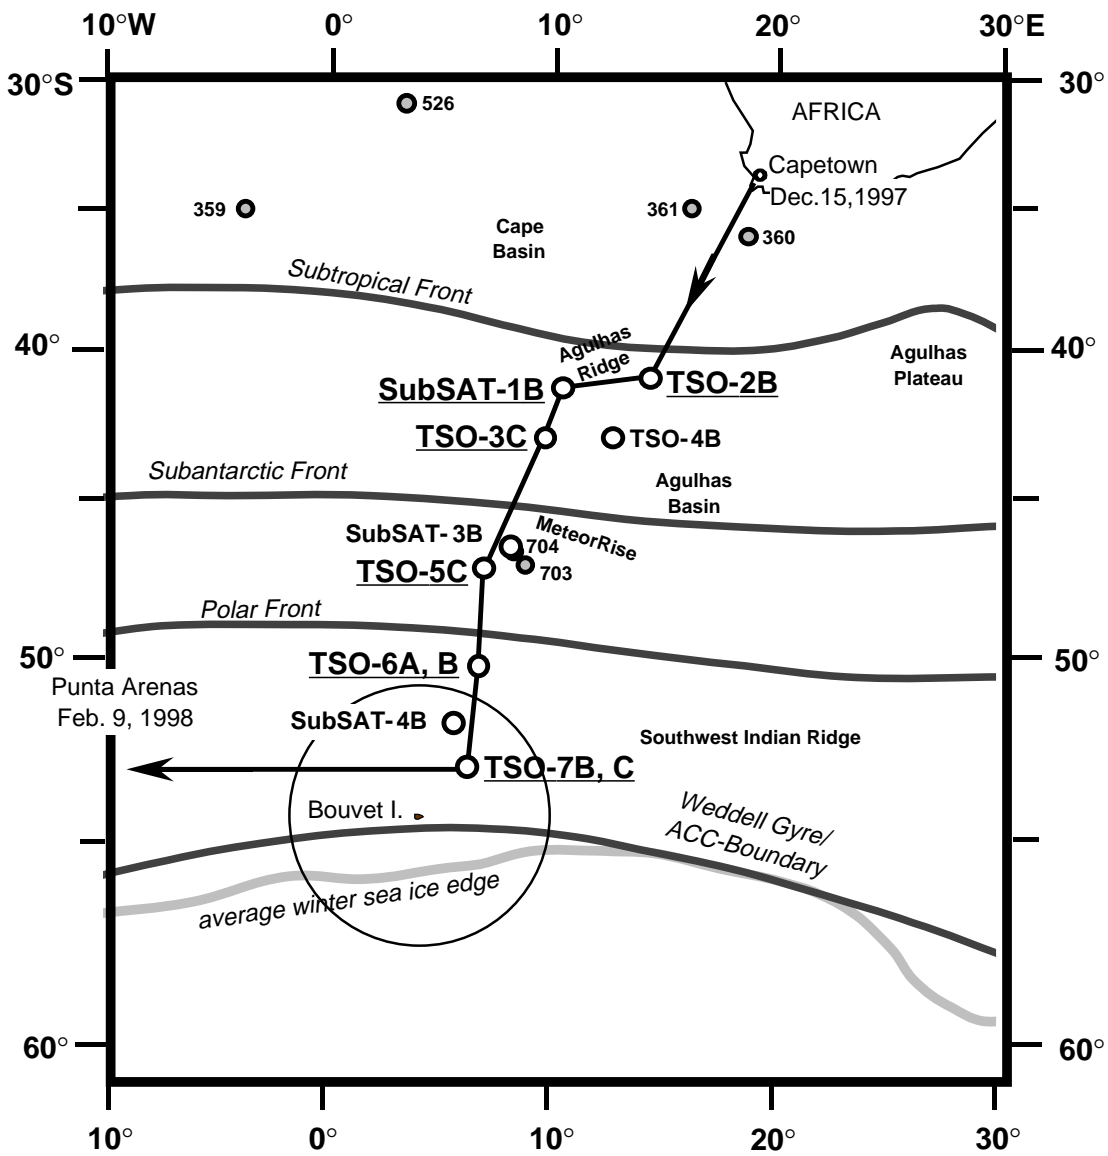 10°W 0° 10° 20° 30°E
30°S 30°
526
AFRICA
Capetown
Dec.15,1997
359
361
360
Cape
Basin
Subtropical Front
40° 40°
Agulhas
Ridge
Agulhas
Plateau
SubSAT-1B
TSO-2B
TSO-3C
TSO-4B
Subantarctic Front
Agulhas
Basin
SubSAT-3B
704
MeteorRise
TSO-5C
703
Polar Front
50° 50°
TSO-6A, B
Punta Arenas
Feb. 9, 1998
SubSAT-4B
Southwest Indian Ridge
TSO-7B, C
Bouvet I.
Weddell Gyre/
ACC-Boundary
average winter sea ice edge
60° 60°
10° 0° 10° 20° 30°